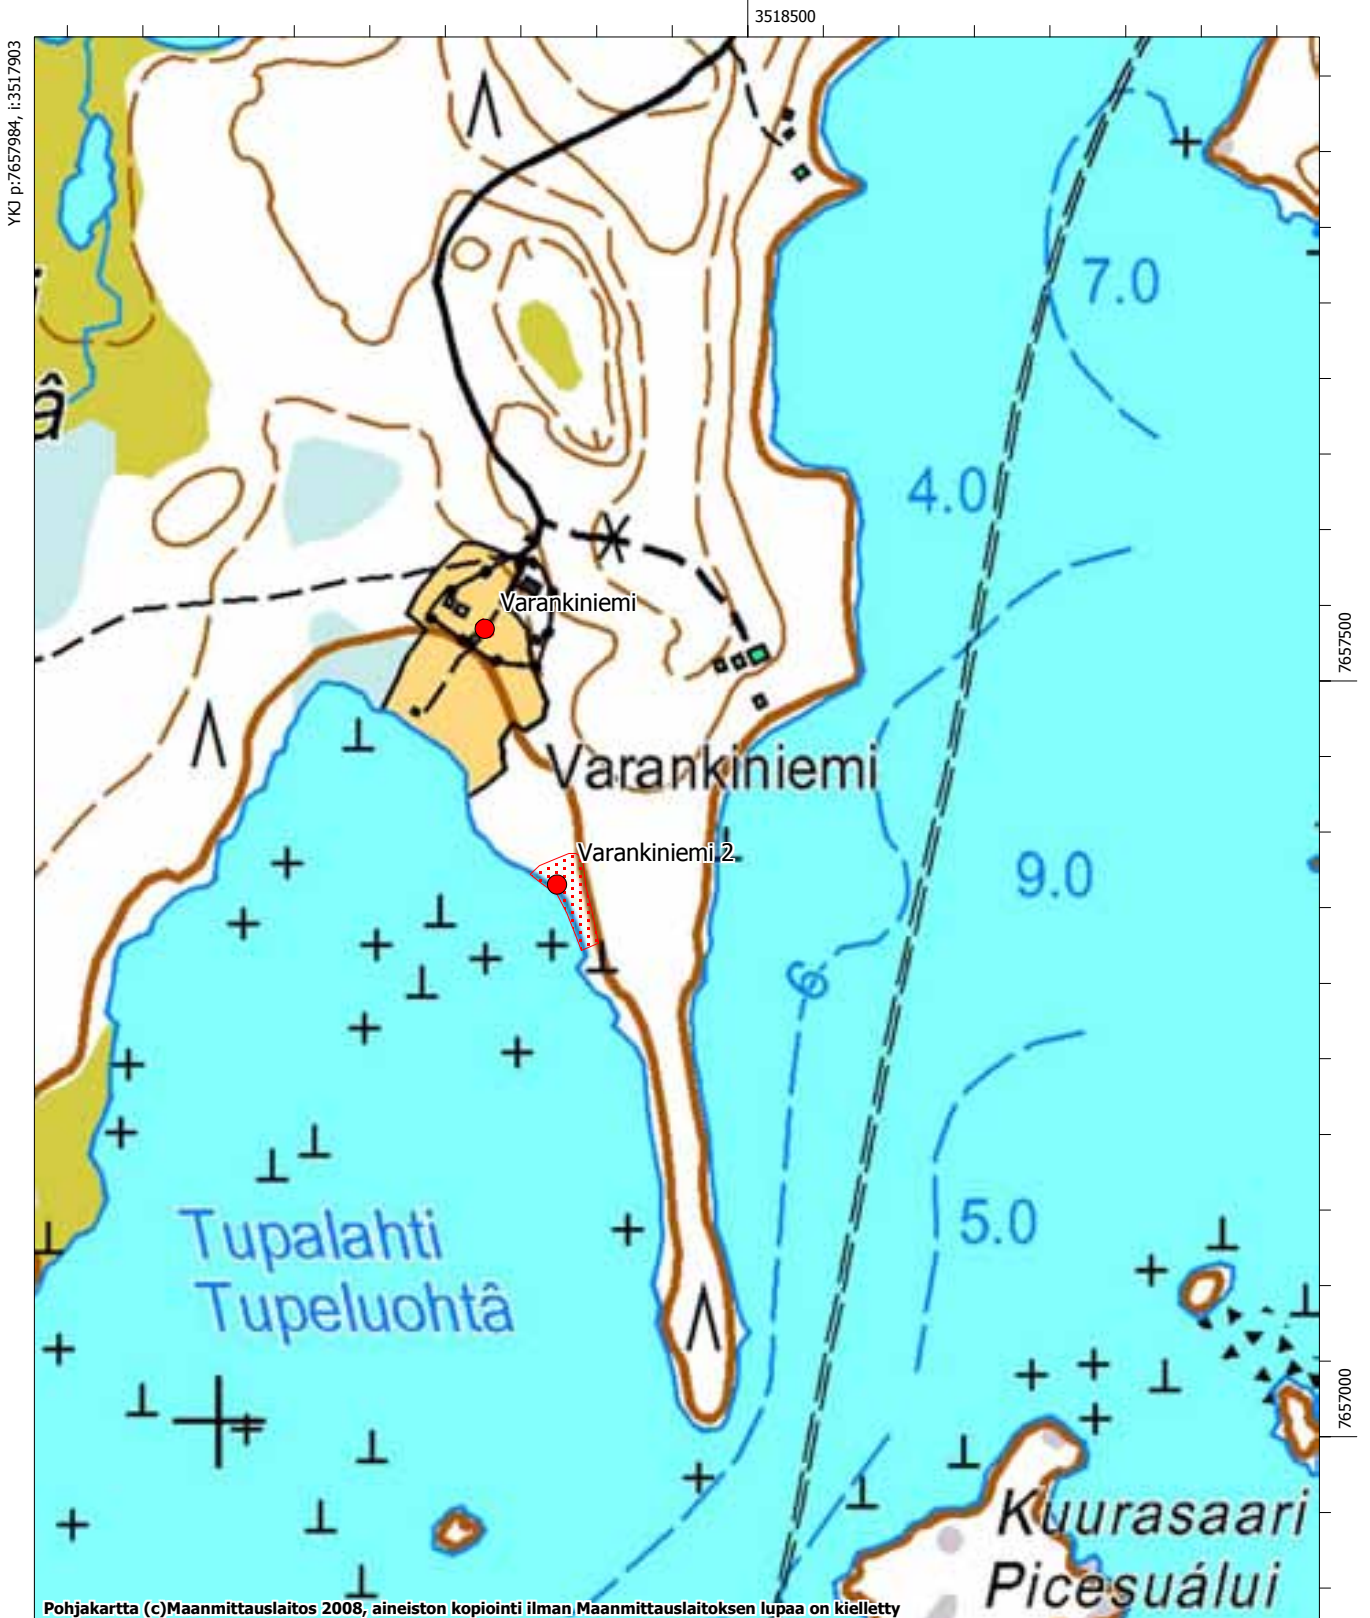 3518500
YKJ p:7657984, i:3517903
7.0
â
4.0
Varankiniemi
7657500
Varankiniemi
Varankiniemi 2
9.0
6
5.0
Tupalahti
Tupeluohtâ
7657000
Kuurasaari
Picesuálui
Pohjakartta (c)Maanmittauslaitos 2008, aineiston kopiointi ilman Maanmittauslaitoksen lupaa on kielletty